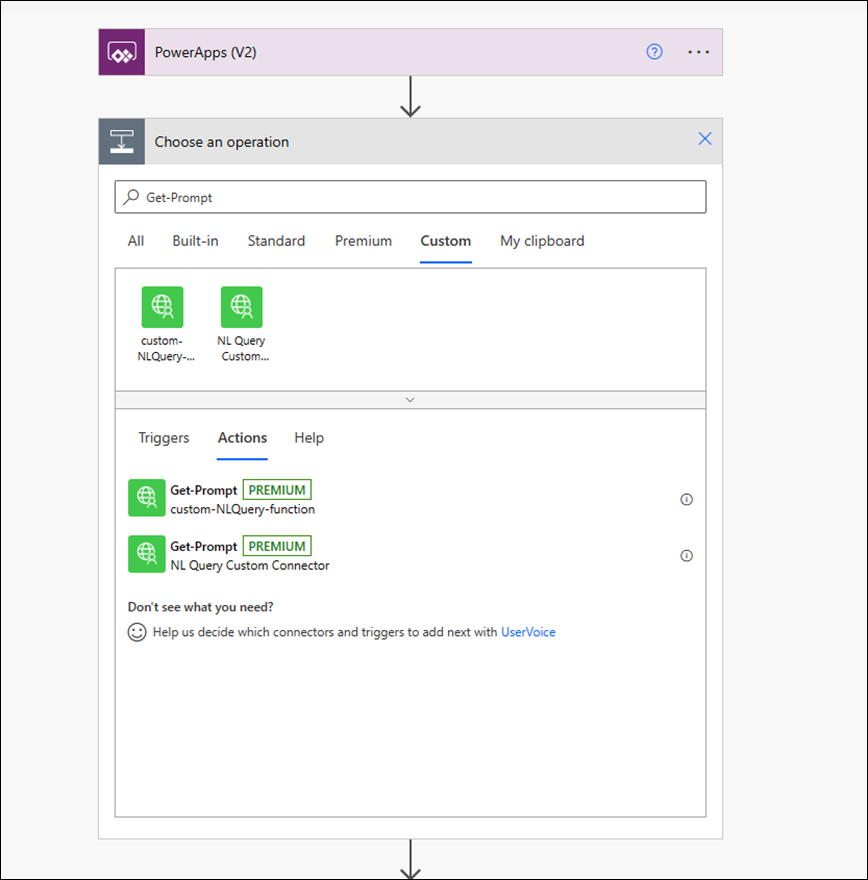 PowerApps (V2)
Choose an operation
Get-Prompt
All Built-in Standard Premium Custom My clipboard
custom- NL Query
NLQuery-... Custom...
Triggers Actions Help
Get-Prompt PREMIUM
custom-NLQuery-function
Get-Prompt PREMIUM
NL Query Custom Connector
Don't see what you need?
Help us decide which connectors and triggers to add next with UserVoice